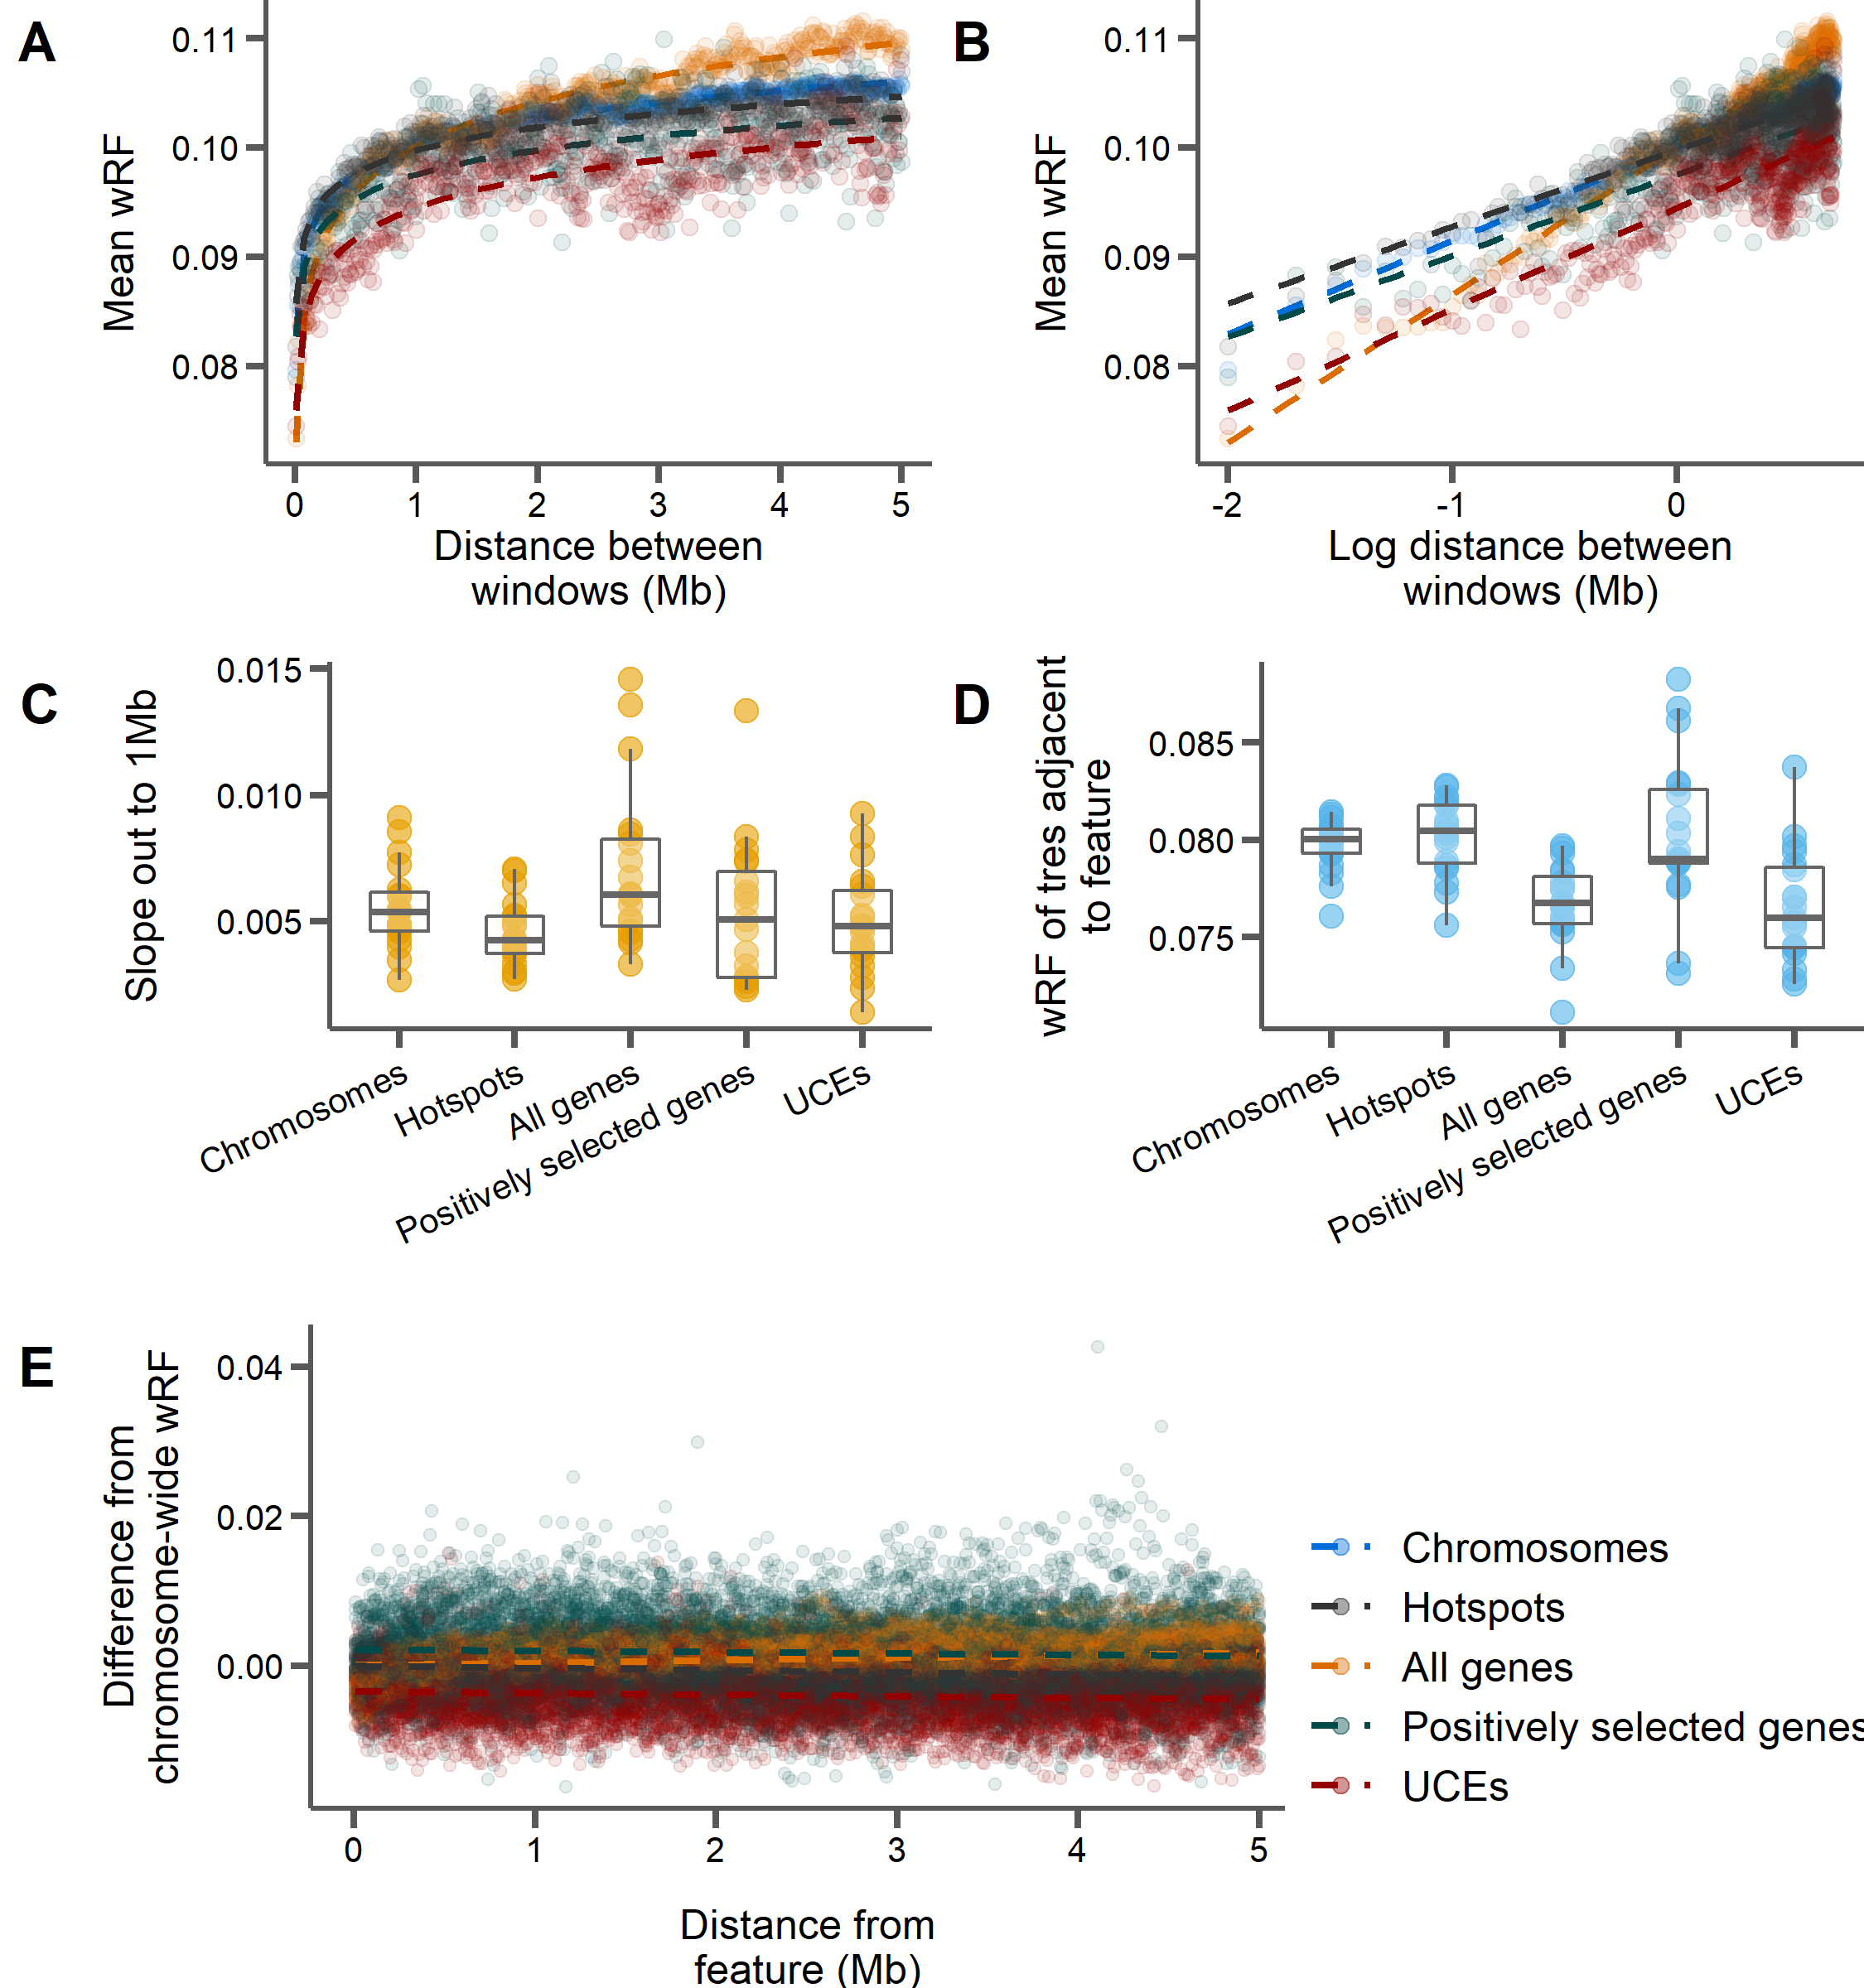 A
Mean wRF
0.11
0.10
0.09
0.08
0
1
2
3
4
5
Distance between
windows (Mb)
B
Mean wRF
0.11
0.10
0.09
0.08
-2
-1
0
Log distance between
windows (Mb)
C
Slope out to 1Mb
0.015
0.010
0.005
Chromosomes
Hotspots
All genes
Positively selected genes
UCEs
D
wRF of tres adjacent
to feature
0.085
0.080
0.075
Chromosomes
Hotspots
All genes
Positively selected genes
UCEs
E
Difference from
chromosome-wide wRF
0.04
0.02
0.00
0
1
2
3
4
5
Distance from
feature (Mb)
Chromosomes
Hotspots
All genes
Positively selected genes
UCEs